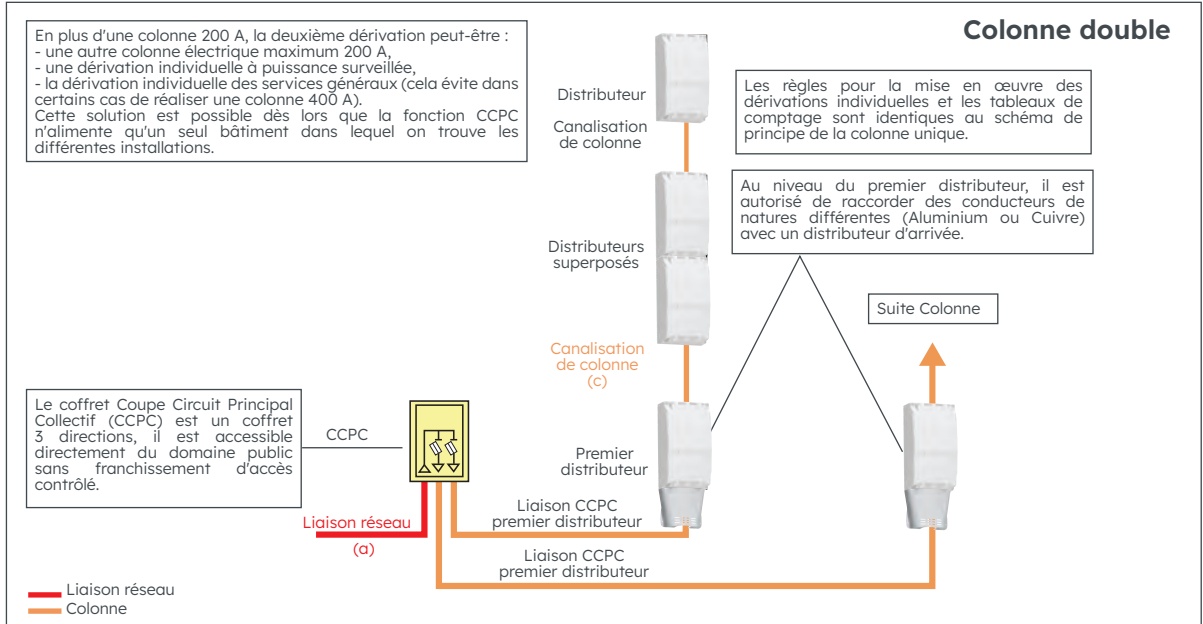 Colonne double
En plus d'une colonne 200 A, la deuxième dérivation peut-être :
- une autre colonne électrique maximum 200 A,
- une dérivation individuelle à puissance surveillée,
- la dérivation individuelle des services généraux (cela évite dans
certains cas de réaliser une colonne 400 A).
Cette solution est possible dès lors que la fonction CCPC
n'alimente qu'un seul bâtiment dans lequel on trouve les
différentes installations.
Distributeur
Canalisation
de colonne
Les règles pour la mise en œuvre des
dérivations individuelles et les tableaux de
comptage sont identiques au schéma de
principe de la colonne unique.
Au niveau du premier distributeur, il est
autorisé de raccorder des conducteurs de
natures différentes (Aluminium ou Cuivre)
avec un distributeur d'arrivée.
Distributeurs
superposés
Suite Colonne
Canalisation
de colonne
(c)
Le coffret Coupe Circuit Principal
Collectif (CCPC) est un coffret
3 directions, il est accessible
directement du domaine public
sans franchissement d'accès
contrôlé.
CCPC
Premier
distributeur
Liaison réseau
(a)
Liaison CCPC
premier distributeur
Liaison CCPC
premier distributeur
Liaison réseau
Colonne